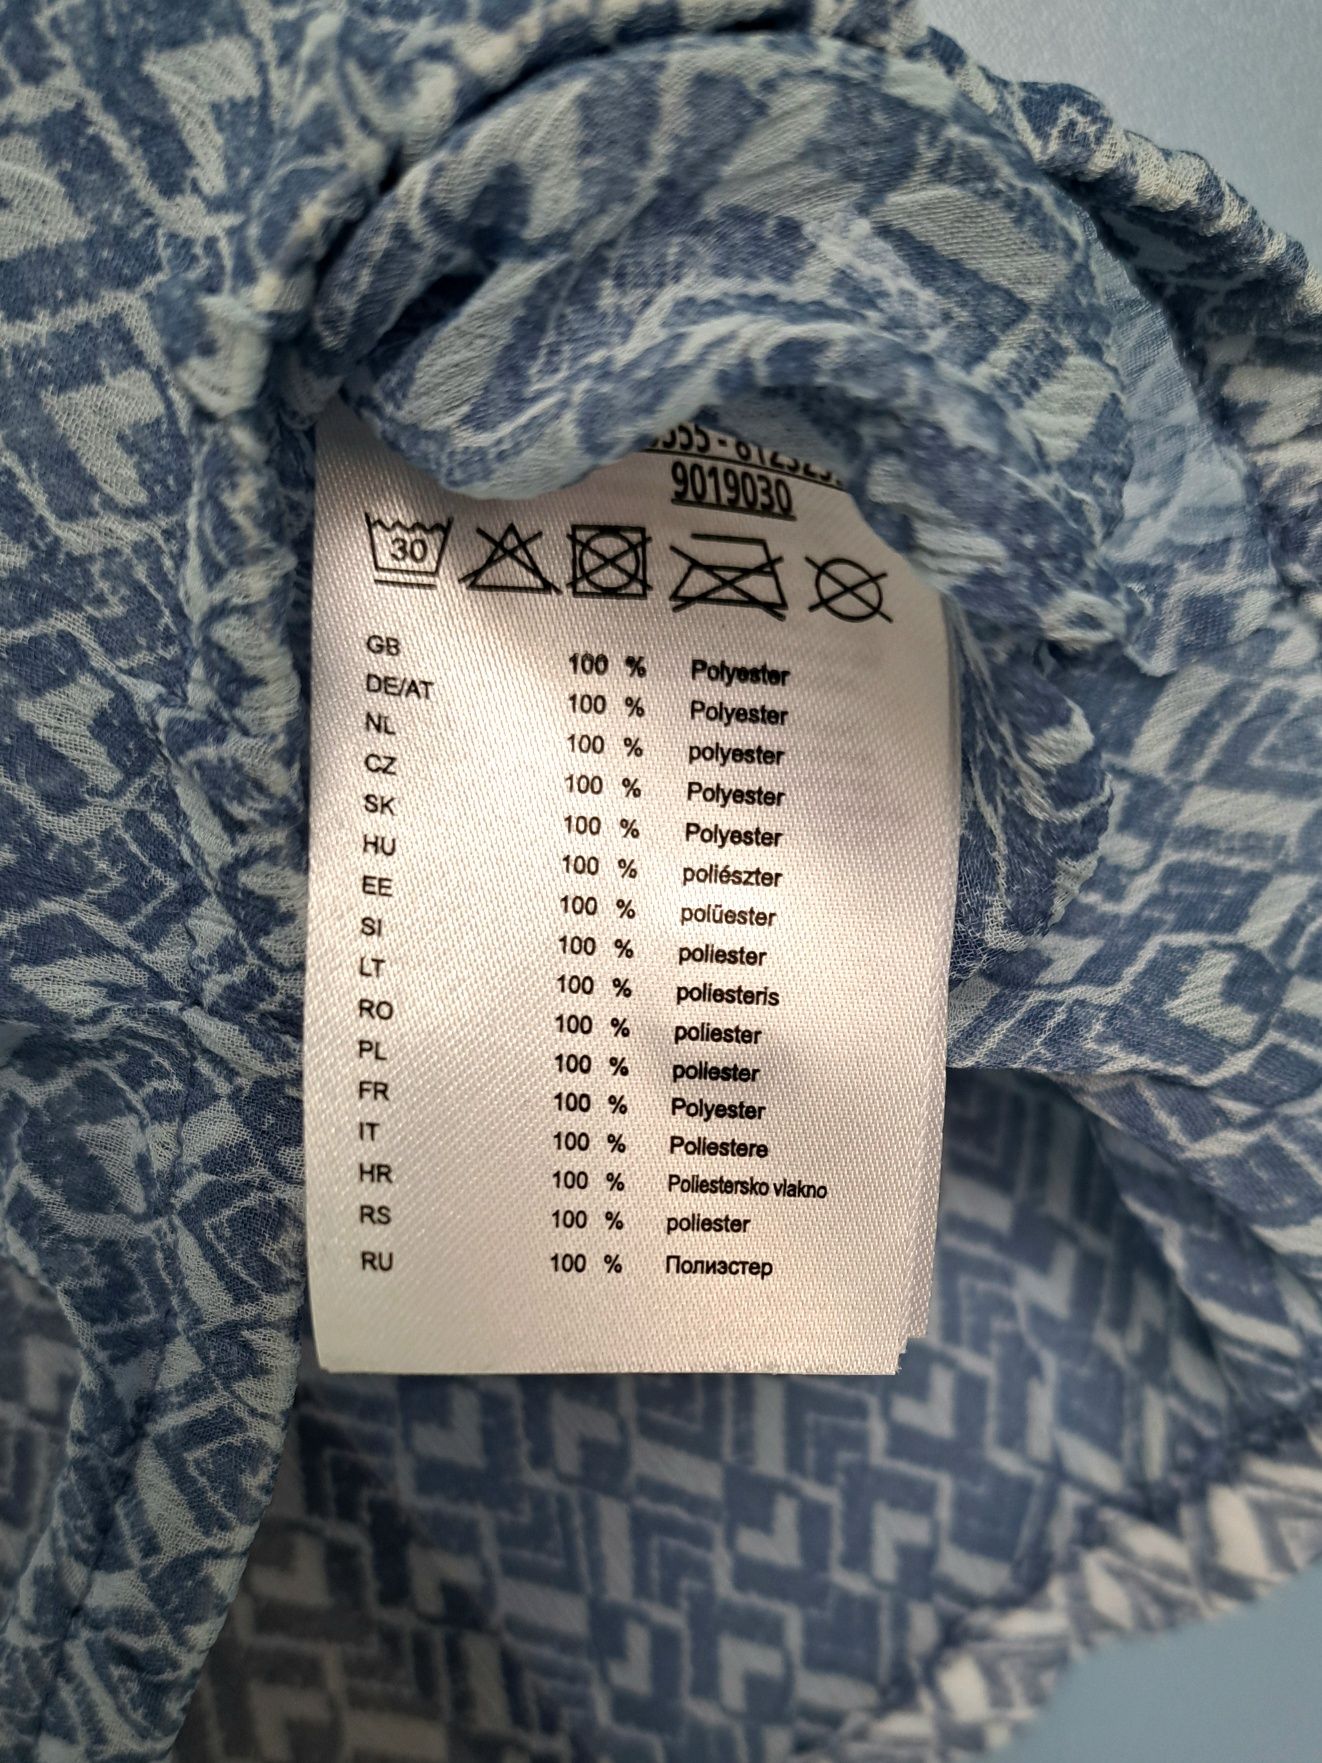 9019030
30
GB 100 % Polyester
DE/AT 100 % Polyester
NL 100 % polyester
CZ 100 % Polyester
SK 100 % Polyester
HU 100 % poliészter
EE 100 % polüester
SI 100 % poliester
LT 100 % poliesteris
RO 100 % poliester
PL 100 % poliester
FR 100 % Polyester
IT 100 % Poliestere
HR 100 % Poliestersko vlakno
RS 100 % poliester
RU 100 % Полиэстер